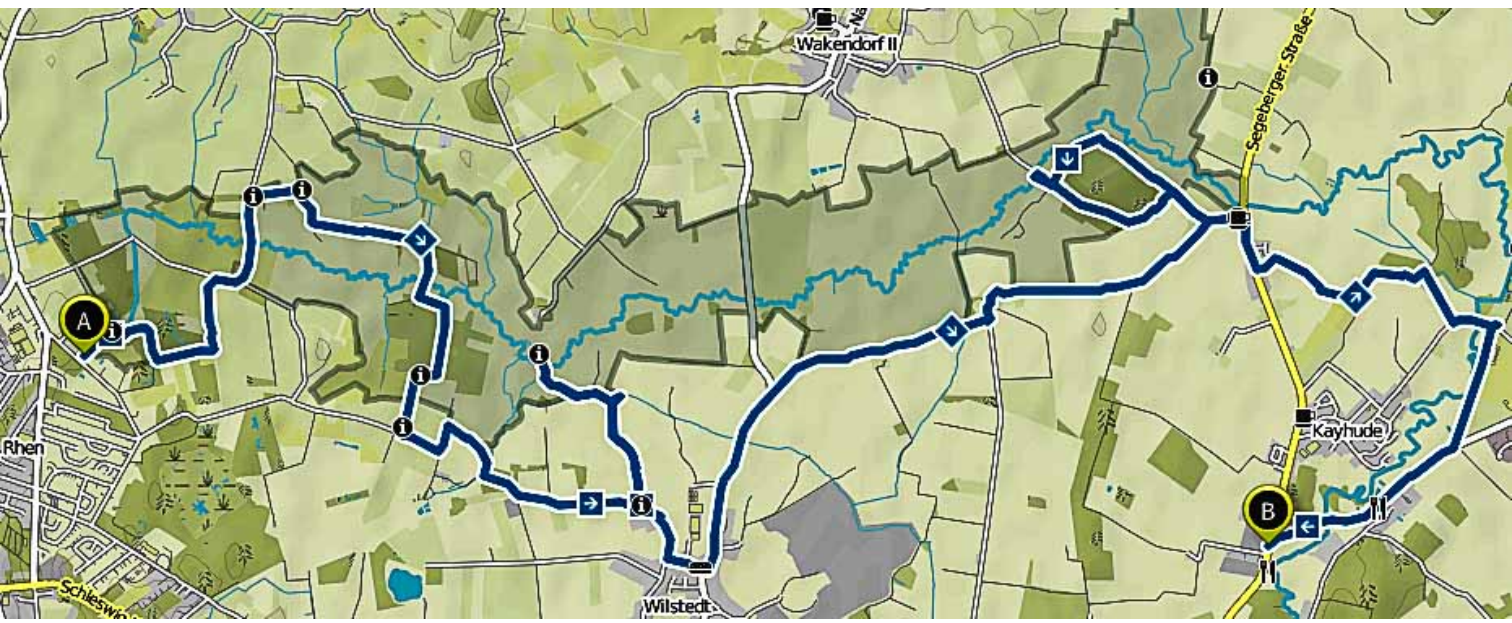 Wakendorf II
Segeberger Straße
A
Rhen
Kayhude
B
Wilstedt